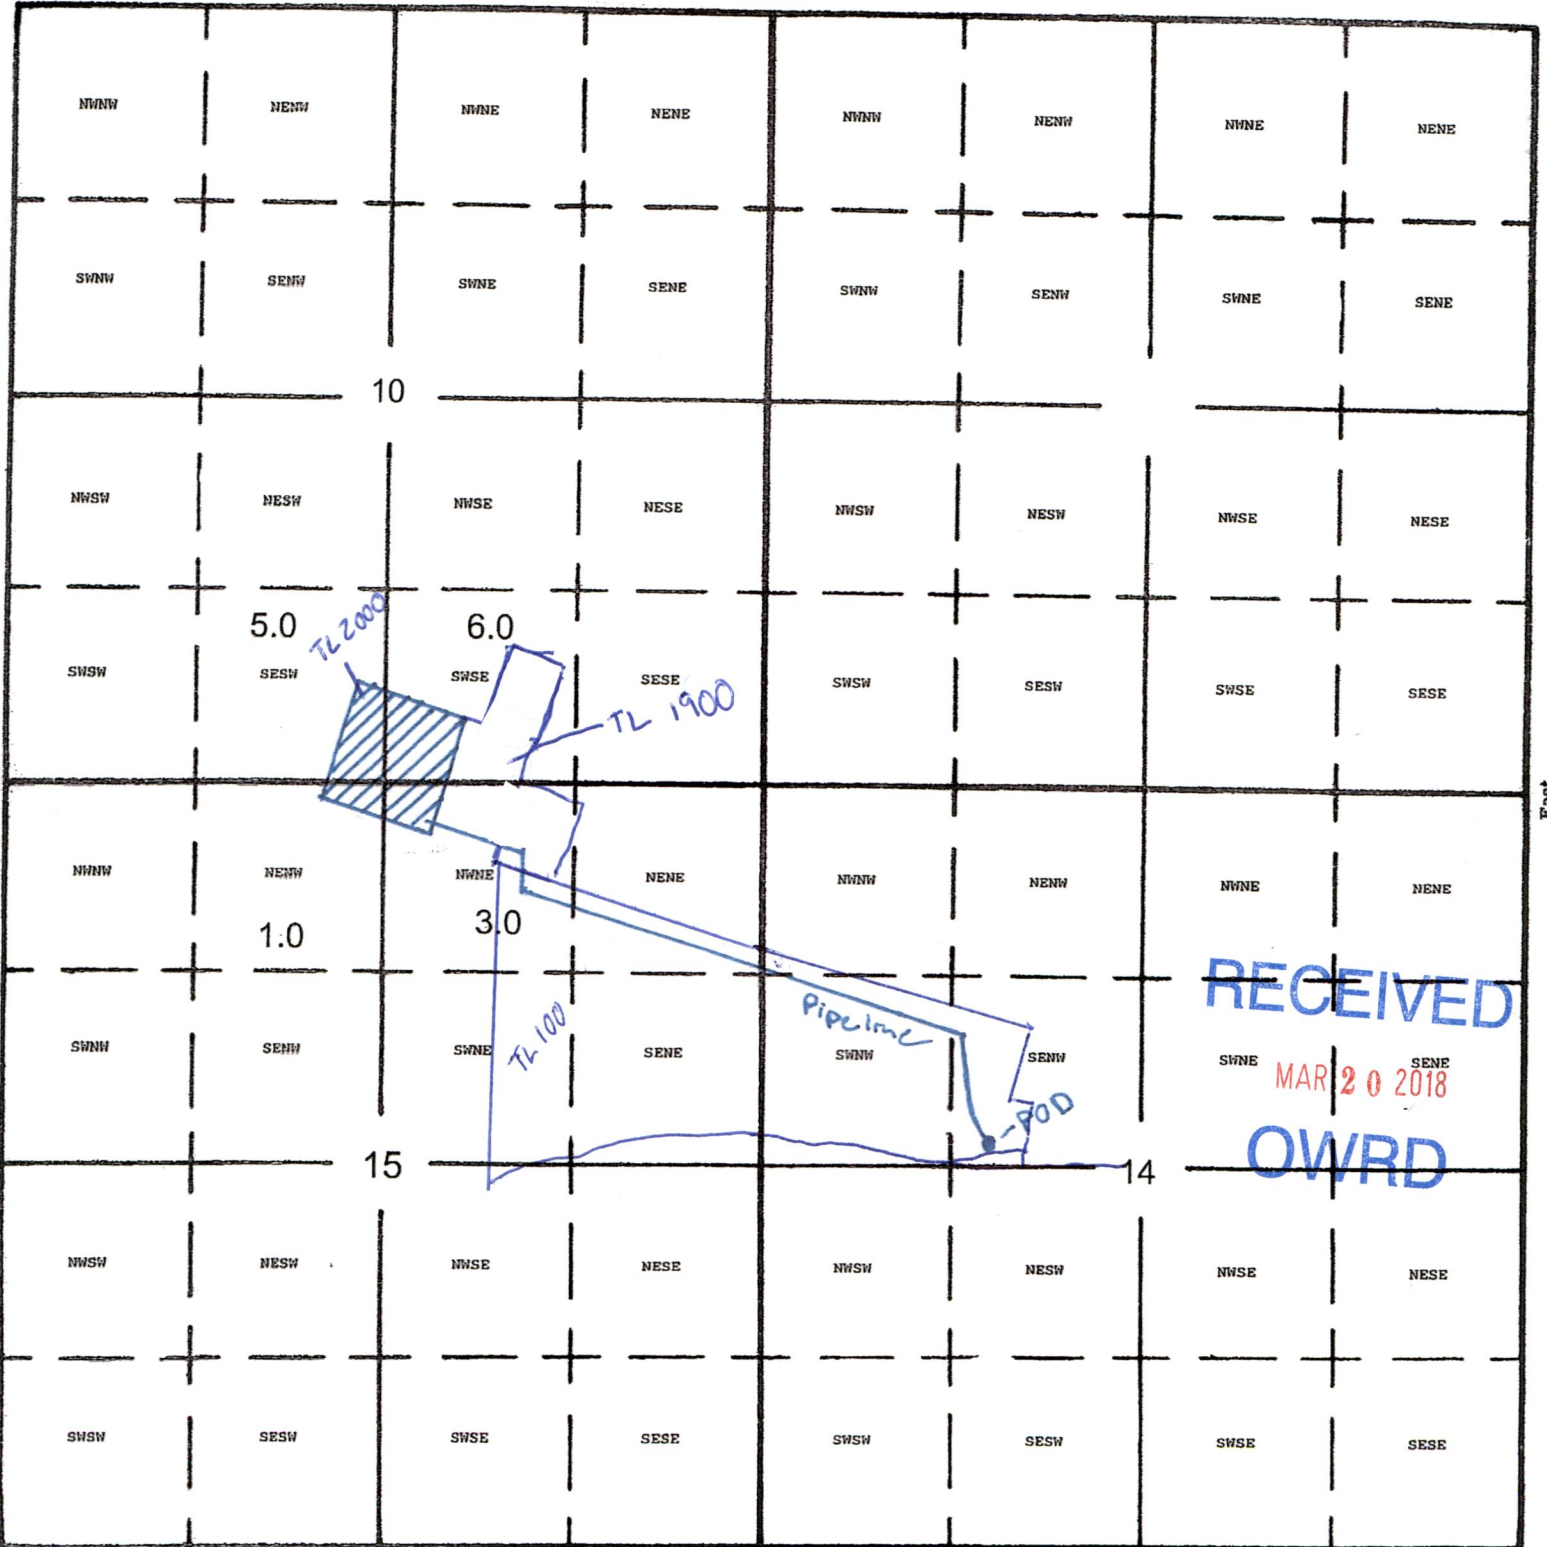 NWNW NENW NWNE NENE NWNW NENW NWNE NENE
SWNW SENW SWNE SENE SWNW SENW SWNE SENE
10
NWSW NESW NWSE NESE NWSW NESW NWSE NESE
5.0 TL 2000 6.0
SWSW SESW SWSE SESE SWSW SESW SWSE SESE
TL 1900
East
NWNW NENW NWNE NENE NWNW NENW NWNE NENE
1.0 3.0
RECEIVED
Pipeline
SWNW SENW SWNE TL 100 SENE SWNW SENW SWNE SENE
MAR 20 2018
POD
OWRD
15 14
NWSW NESW NWSE NESE NWSW NESW NWSE NESE
SWSW SESW SWSE SESE SWSW SESW SWSE SESE